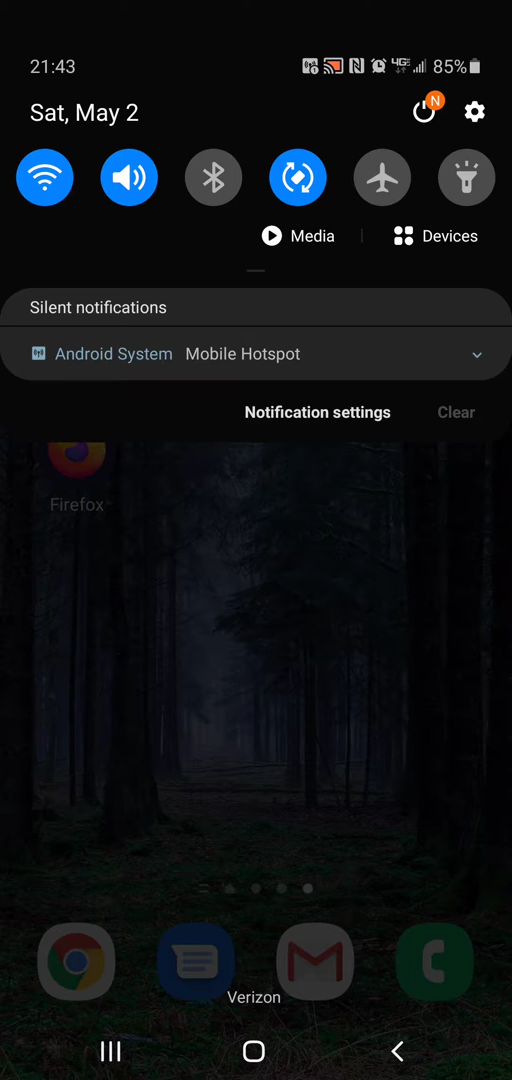 21:43 4G 85%
Sat, May 2 N
Media Devices
Silent notifications
Android System Mobile Hotspot
Notification settings Clear
Firefox
Verizon